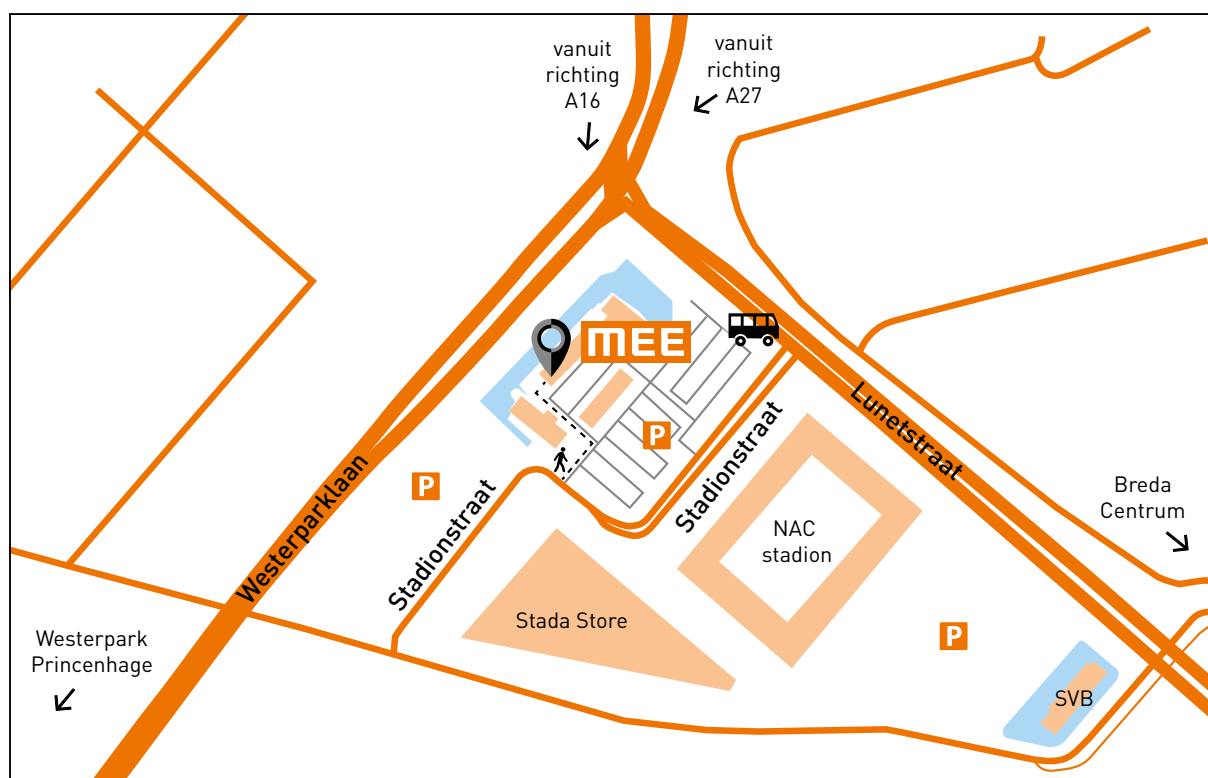 vanuit
richting
A16
vanuit
richting
A27
MEE
P
Lunetstraat
Stadionstraat
P
Westerparklaan
Stadionstraat
NAC
stadion
Breda
Centrum
Stada Store
P
Westerpark
Princenhage
SVB